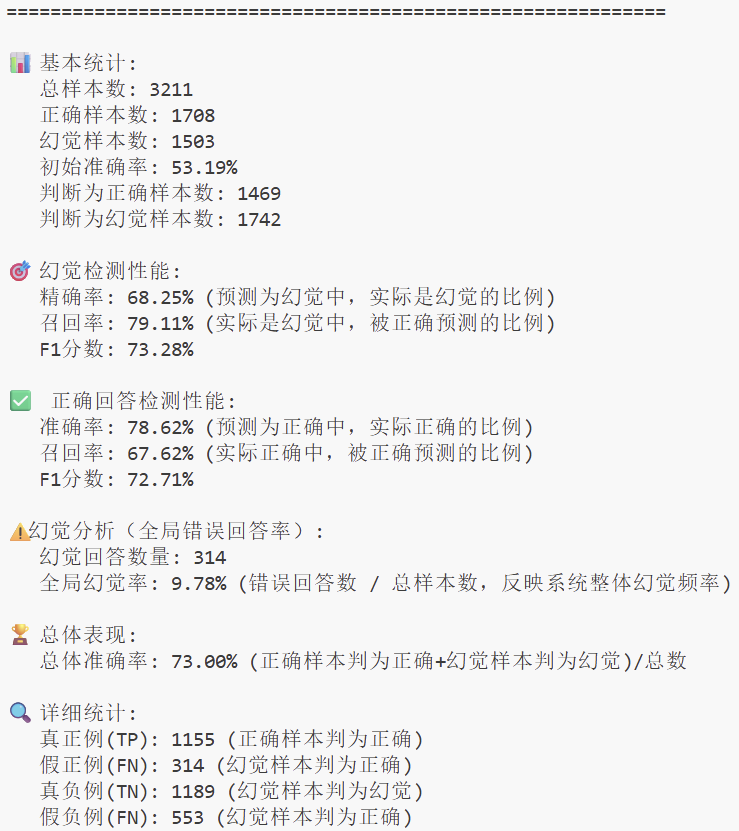 ============================================================
📊 基本统计:
总样本数: 3211
正确样本数: 1708
幻觉样本数: 1503
初始准确率: 53.19%
判断为正确样本数: 1469
判断为幻觉样本数: 1742
🎯 幻觉检测性能:
精确率: 68.25% (预测为幻觉中，实际是幻觉的比例)
召回率: 79.11% (实际是幻觉中，被正确预测的比例)
F1分数: 73.28%
✅ 正确回答检测性能:
准确率: 78.62% (预测为正确中，实际正确的比例)
召回率: 67.62% (实际正确中，被正确预测的比例)
F1分数: 72.71%
⚠️幻觉分析（全局错误回答率）:
幻觉回答数量: 314
全局幻觉率: 9.78% (错误回答数 / 总样本数，反映系统整体幻觉频率)
🏆 总体表现:
总体准确率: 73.00% (正确样本判为正确+幻觉样本判为幻觉)/总数
🔍 详细统计:
真正例(TP): 1155 (正确样本判为正确)
假正例(FN): 314 (幻觉样本判为正确)
真负例(TN): 1189 (幻觉样本判为幻觉)
假负例(FN): 553 (幻觉样本判为正确)